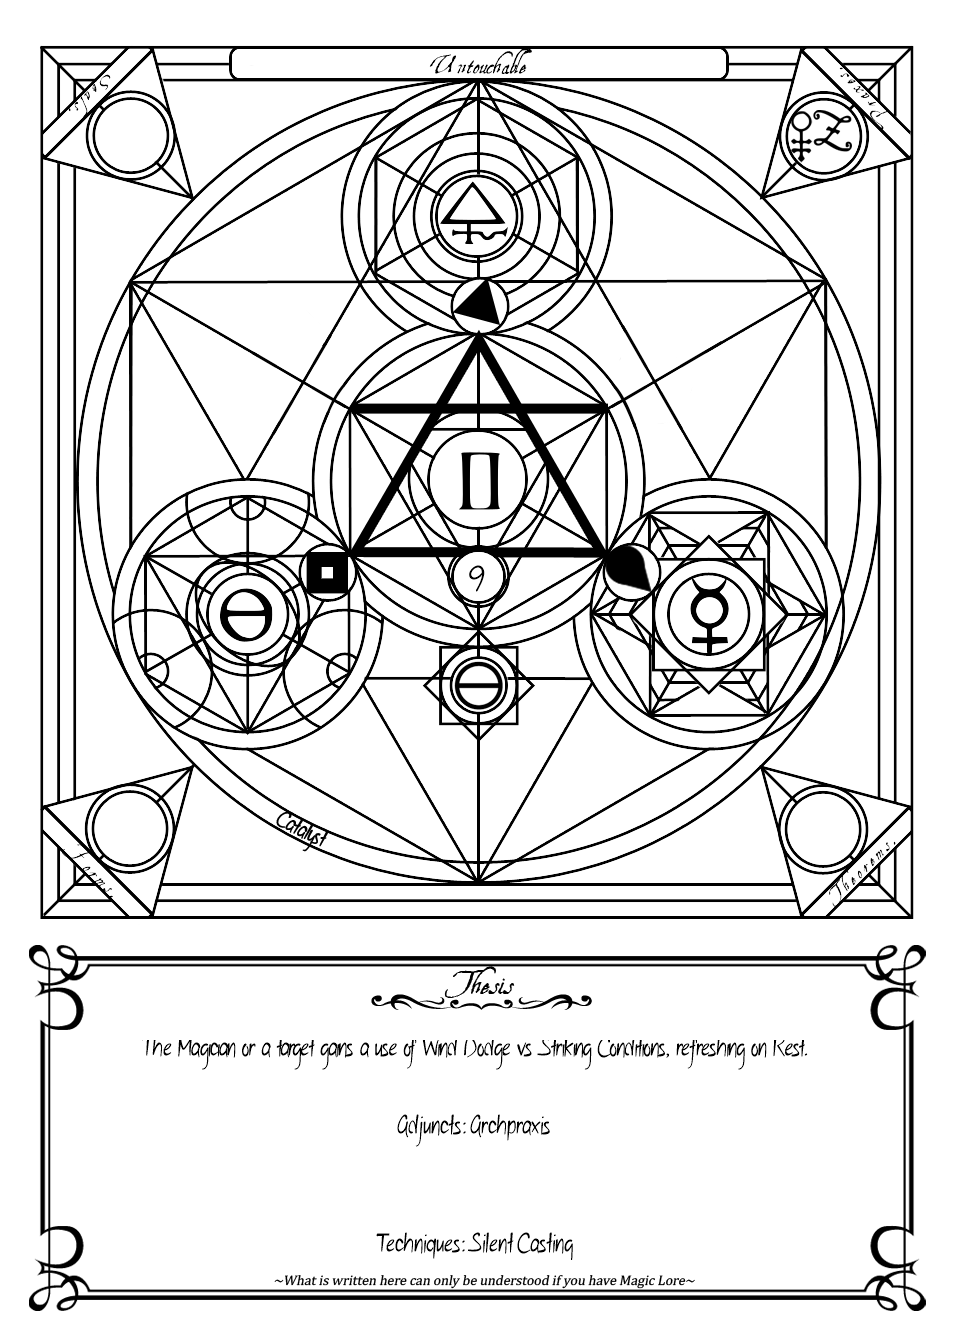 Untouchable
Seals
Praxes
9
Catalyst
Forms
Theorems
Thesis
The Magician or a target gains a use of Wind Dodge vs Striking Conditions, refreshing on Rest.
Adjuncts: Archpraxis
Techniques: Silent Casting
~What is written here can only be understood if you have Magic Lore~